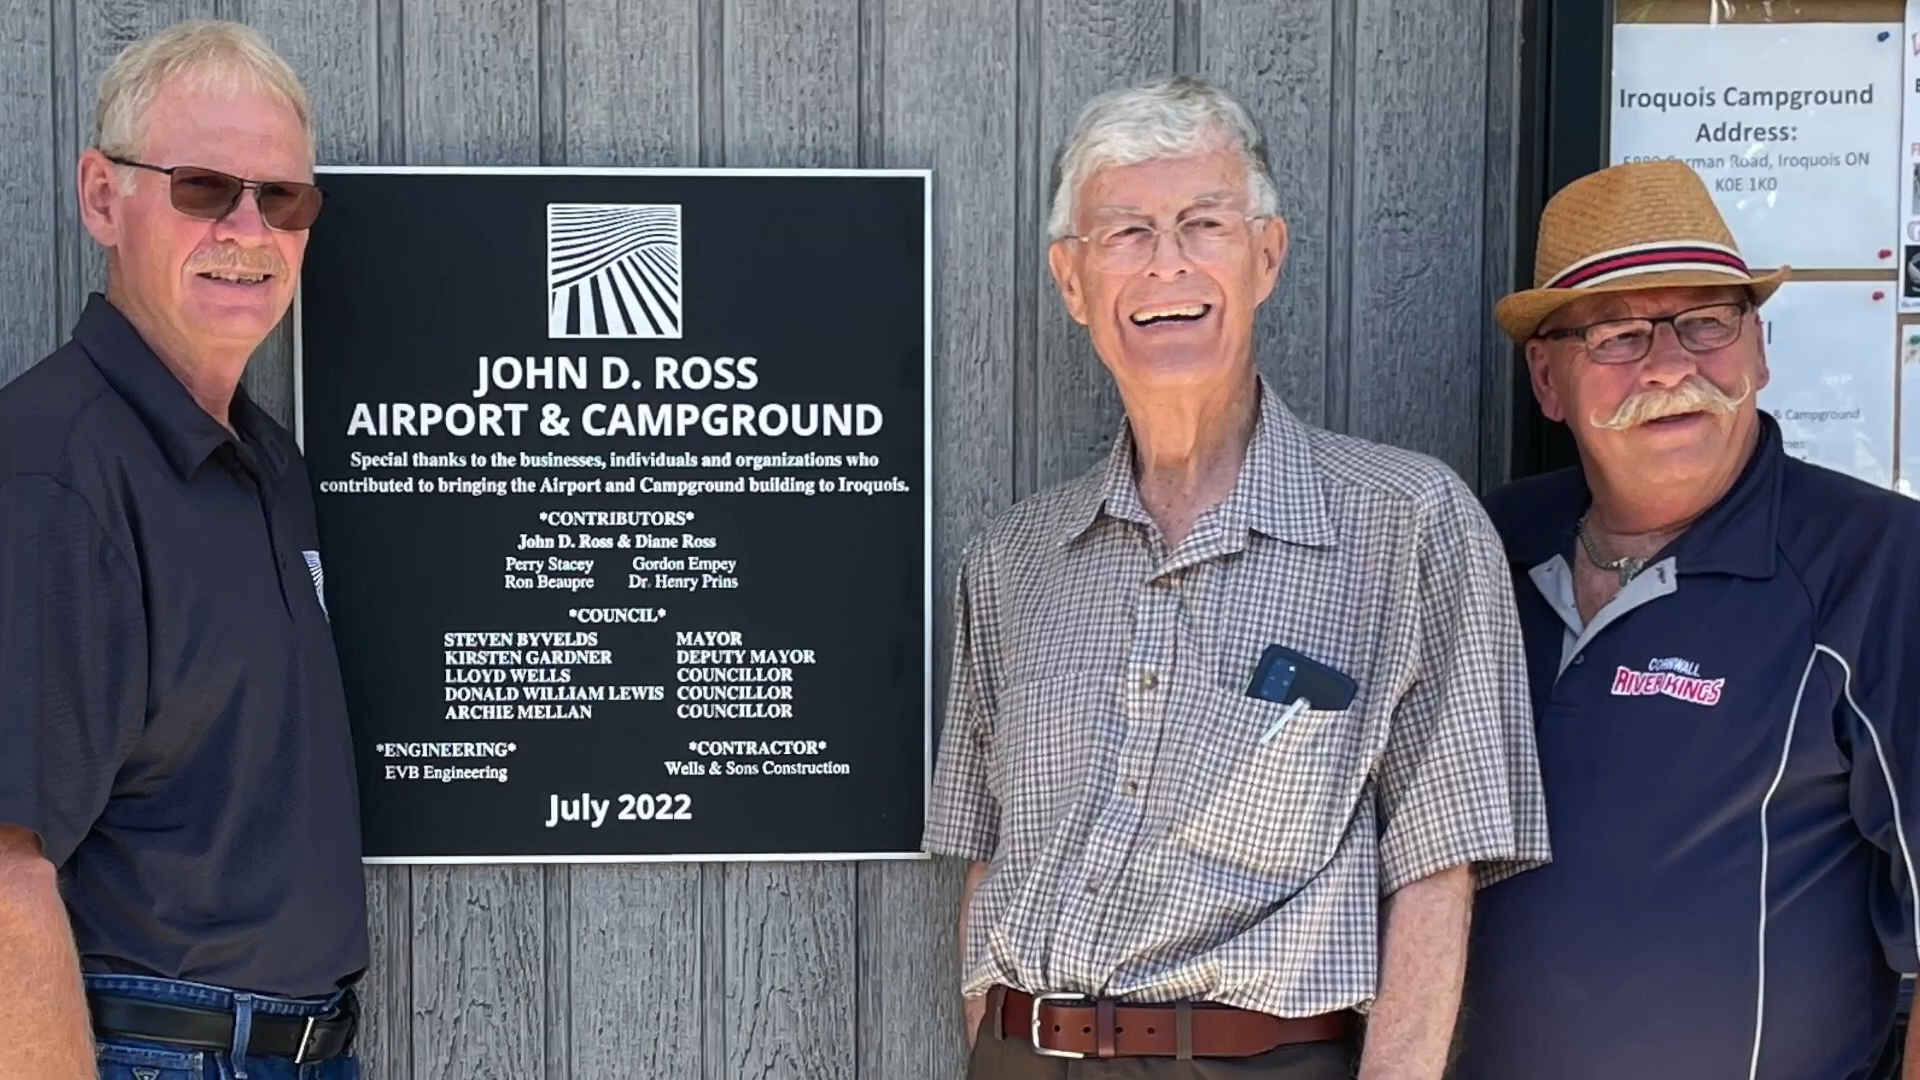 JOHN D. ROSS
AIRPORT & CAMPGROUND
Special thanks to the businesses, individuals and organizations who
contributed to bringing the Airport and Campground building to Iroquois.
*CONTRIBUTORS*
John D. Ross & Diane Ross
Perry Stacey Gordon Empey
Ron Beaupre Dr. Henry Prins
*COUNCIL*
STEVEN BYVELDS MAYOR
KIRSTEN GARDNER DEPUTY MAYOR
LLOYD WELLS COUNCILLOR
DONALD WILLIAM LEWIS COUNCILLOR
ARCHIE MELLAN COUNCILLOR
*ENGINEERING* *CONTRACTOR*
EVB Engineering Wells & Sons Construction
July 2022
Iroquois Campground
Address:
Road, Iroquois ON
K0E 1K0
& Campground
CORNWALL
RIVER KINGS